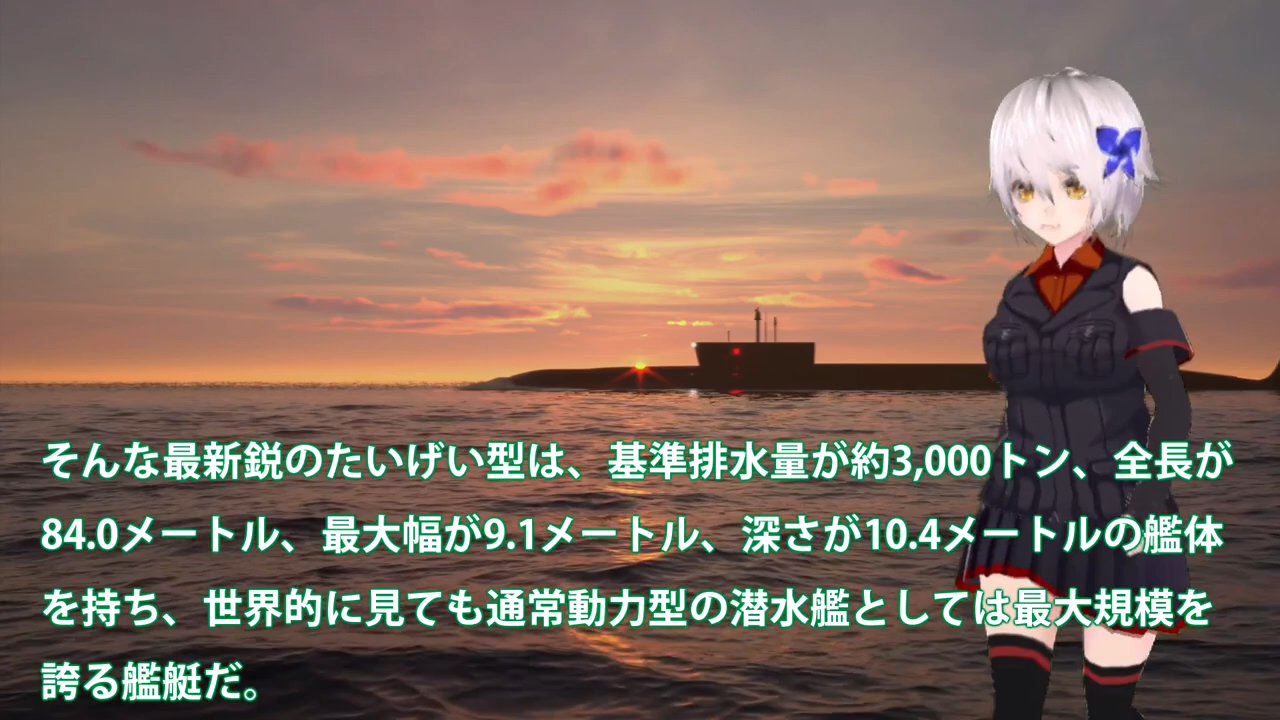 そんな最新鋭のたいげい型は、基準排水量が約3,000トン、全長が
84.0メートル、最大幅が9.1メートル、深さが10.4メートルの艦体
を持ち、世界的に見ても通常動力型の潜水艦としては最大規模を
誇る艦艇だ。